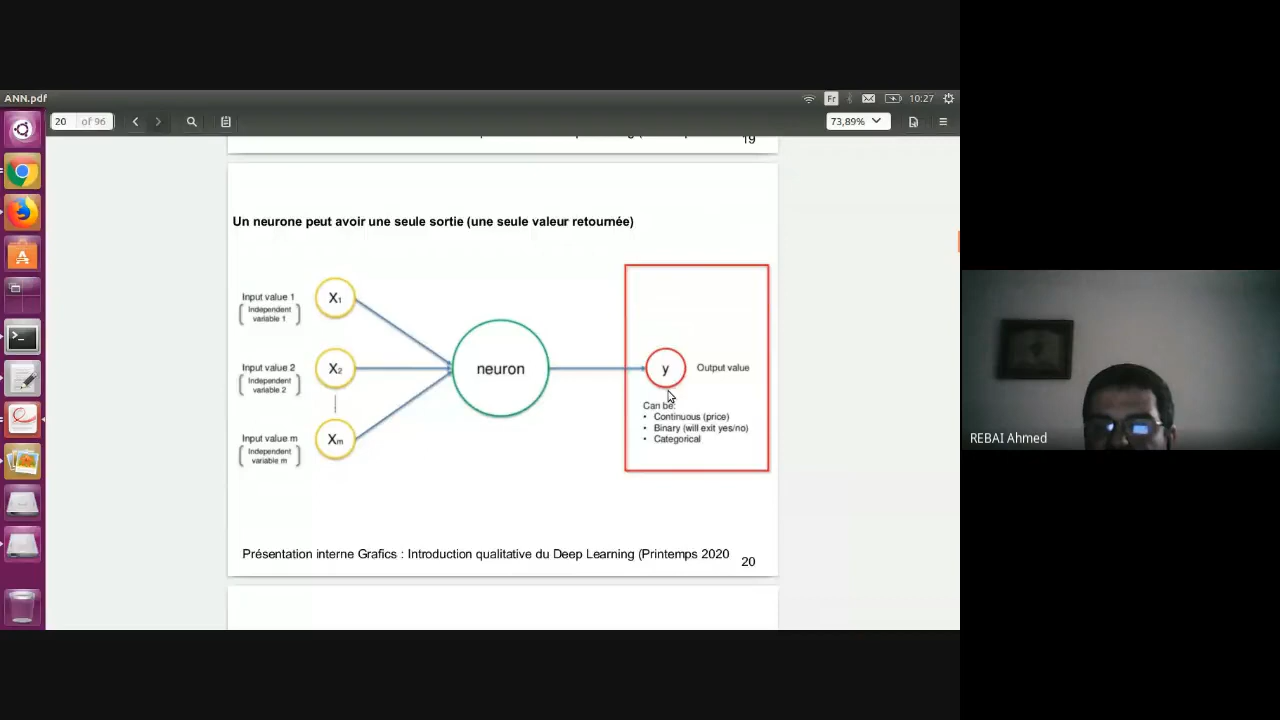 ANN.pdf
Fr
10:27
20 of 96
73,89%
19
Un neurone peut avoir une seule sortie (une seule valeur retournée)
Input value 1
Independent
variable 1
X1
Input value 2
Independent
variable 2
X2
Input value m
Independent
variable m
Xm
neuron
y
Output value
Can be:
• Continuous (price)
• Binary (will exit yes/no)
• Categorical
Présentation interne Grafics : Introduction qualitative du Deep Learning (Printemps 2020
20
REBAI Ahmed